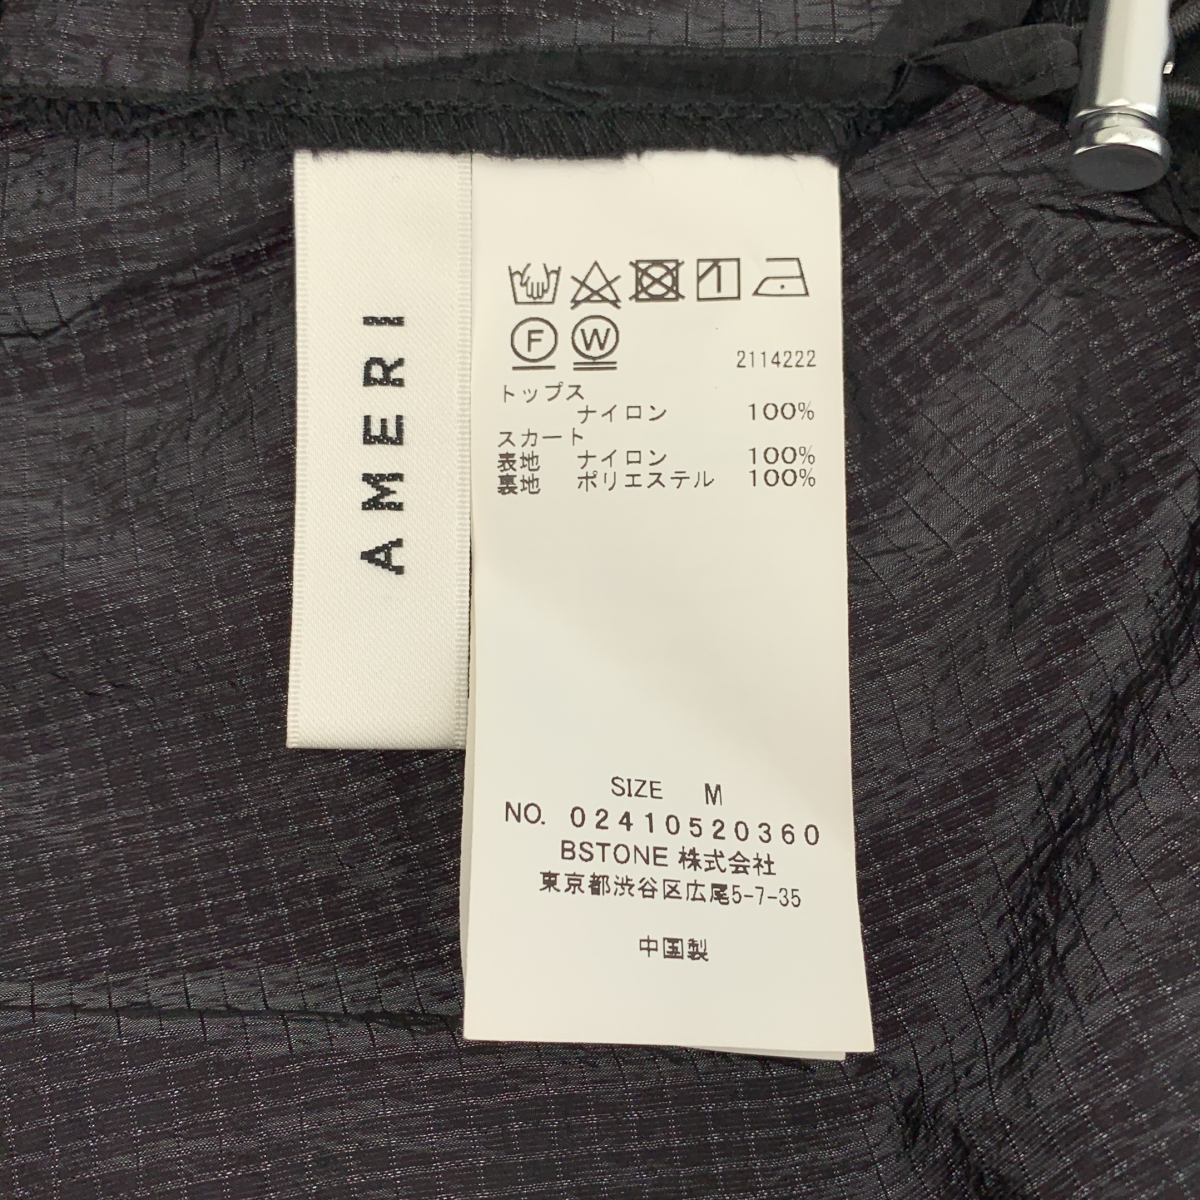 AMERI
F W
2114222
トップス
ナイロン 100%
スカート
表地 ナイロン 100%
裏地 ポリエステル 100%
SIZE M
NO. 02410520360
BSTONE 株式会社
東京都渋谷区広尾5-7-35
中国製